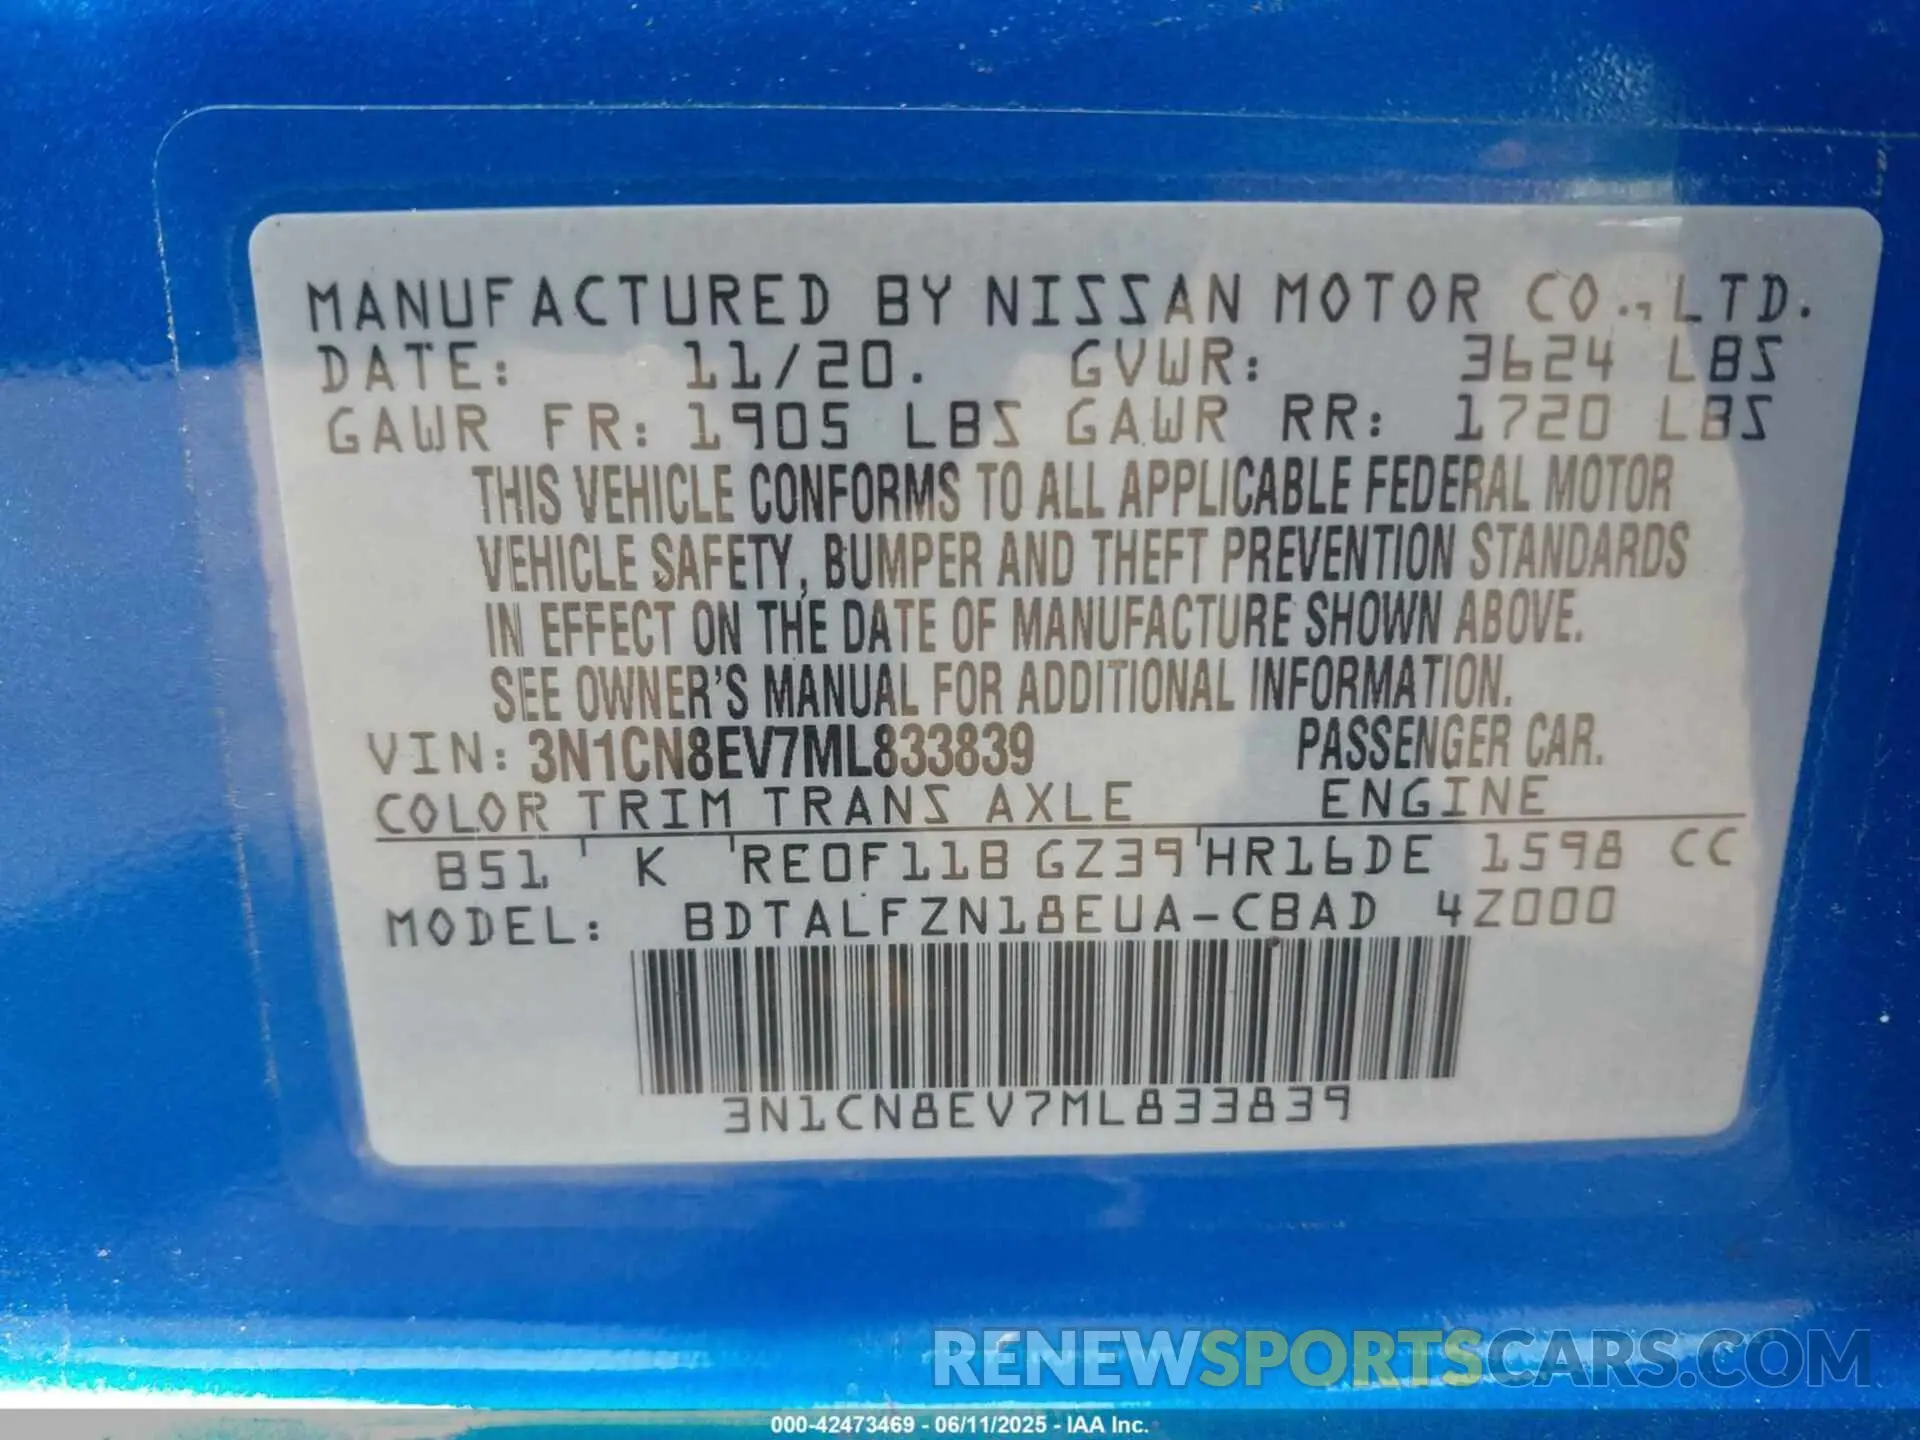 MANUFACTURED BY NISSAN MOTOR CO., LTD.
DATE: 11/20. GVWR: 3624 LBS
GAWR FR: 1905 LBS GAWR RR: 1720 LBS
THIS VEHICLE CONFORMS TO ALL APPLICABLE FEDERAL MOTOR
VEHICLE SAFETY, BUMPER AND THEFT PREVENTION STANDARDS
IN EFFECT ON THE DATE OF MANUFACTURE SHOWN ABOVE.
SEE OWNER'S MANUAL FOR ADDITIONAL INFORMATION.
VIN: 3N1CN8EV7ML833839 PASSENGER CAR.
COLOR TRIM TRANS AXLE ENGINE
B51 K RE0F11B GZ39 HR16DE 1598 CC
MODEL: BDTALFZN18EUA-CBAD 4Z000
3N1CN8EV7ML833839
RENEWSPORTSCARS.COM
000-42473469 - 06/11/2025 - IAA Inc.